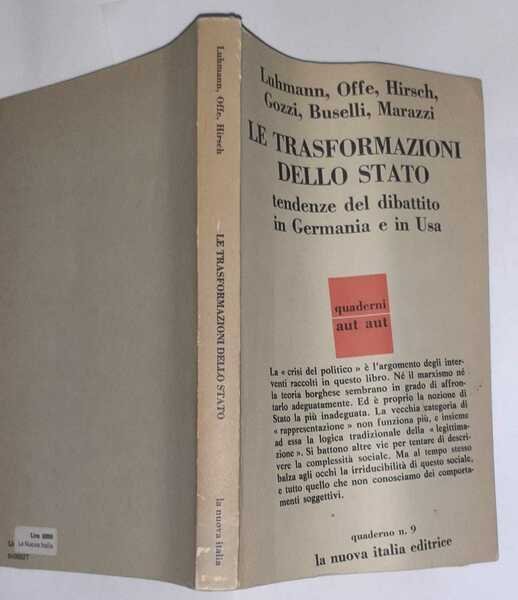 Luhmann, Offe, Hirsch,
Gozzi, Buselli, Marazzi
LE TRASFORMAZIONI
DELLO STATO
tendenze del dibattito
in Germania e in Usa
quaderni
aut aut
La « crisi del politico » è l'argomento degli inter-
venti raccolti in questo libro. Né il marxismo né
la teoria borghese sembrano in grado di affron-
tarlo adeguatamente. Ed è proprio la nozione di
Stato la più inadeguata. La vecchia categoria di
« rappresentazione » non funziona più, e insieme
ad essa la logica tradizionale della « legittima-
zione ». Si battono altre vie per tentare di descri-
vere la complessità sociale. Ma al tempo stesso
balza agli occhi la irriducibilità di questo sociale,
e tutto quello che non conosciamo dei comporta-
menti soggettivi.
quaderno n. 9
la nuova italia editrice
Luhmann, Offe, Hirsch
LE TRASFORMAZIONI DELLO STATO
la nuova italia
Lire
La Nuova Italia